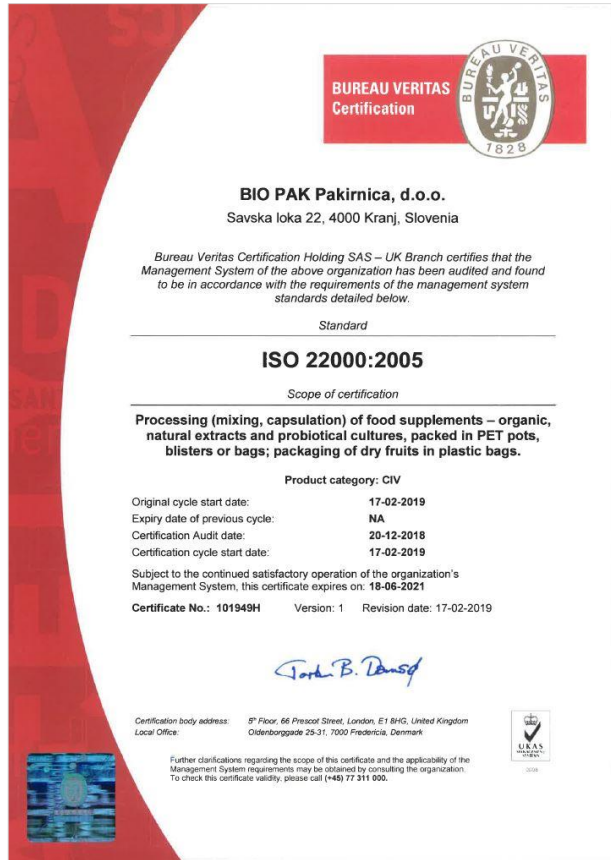 BUREAU VERITAS
Certification
BUREAU VERITAS
1828
BIO PAK Pakirnica, d.o.o.
Savska loka 22, 4000 Kranj, Slovenia
Bureau Veritas Certification Holding SAS – UK Branch certifies that the
Management System of the above organization has been audited and found
to be in accordance with the requirements of the management system
standards detailed below.
Standard
ISO 22000:2005
Scope of certification
Processing (mixing, capsulation) of food supplements – organic,
natural extracts and probiotical cultures, packed in PET pots,
blisters or bags; packaging of dry fruits in plastic bags.
Product category: CIV
Original cycle start date: 17-02-2019
Expiry date of previous cycle: NA
Certification Audit date: 20-12-2018
Certification cycle start date: 17-02-2019
Subject to the continued satisfactory operation of the organization's
Management System, this certificate expires on: 18-06-2021
Certificate No.: 101949H Version: 1 Revision date: 17-02-2019
Certification body address: 5th Floor, 66 Prescot Street, London, E1 8HG, United Kingdom
Local Office: Oldenborggade 25-31, 7000 Fredericia, Denmark
Further clarifications regarding the scope of this certificate and the applicability of the
Management System requirements may be obtained by consulting the organization.
To check this certificate validity, please call (+45) 77 311 000.
UKAS